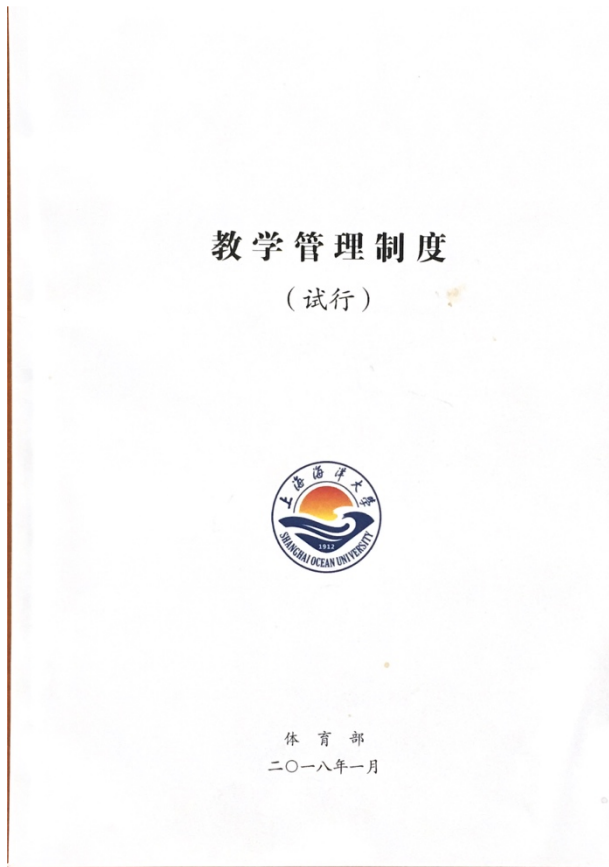 教学管理制度
（试行）
上海海洋大学
1912
SHANGHAI OCEAN UNIVERSITY
体育部
二〇一八年一月